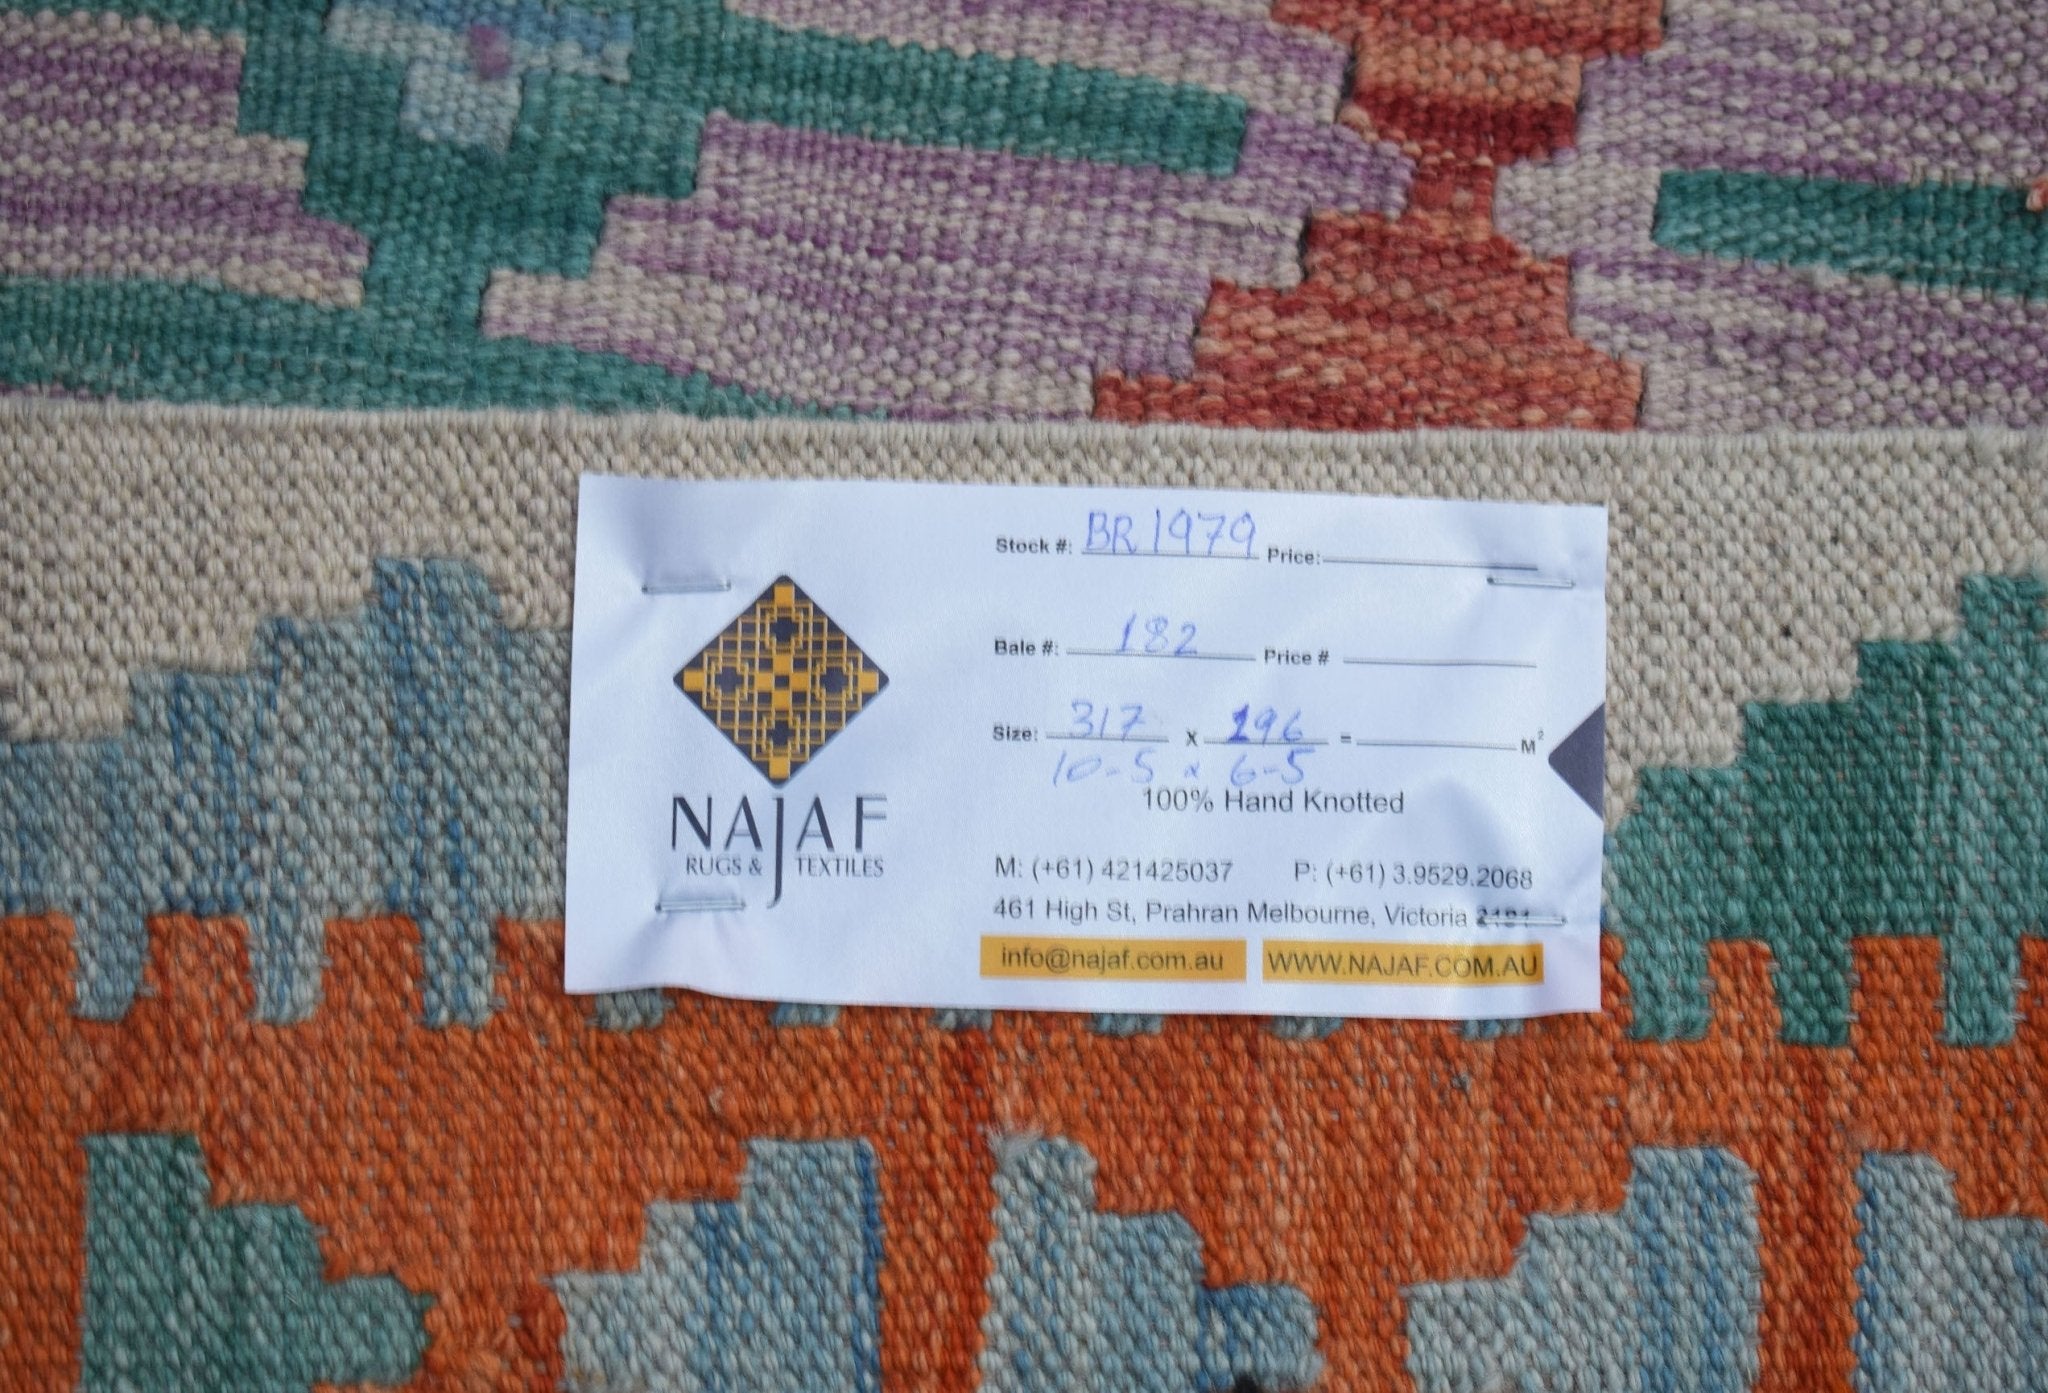 Stock #: BR1979 Price:
Bale #: 182 Price #
Size: 317 x 196 = M²
10-5 x 6-5
100% Hand Knotted
NAJAF
RUGS & TEXTILES
M: (+61) 421425037 P: (+61) 3.9529.2068
461 High St, Prahran Melbourne, Victoria
info@najaf.com.au WWW.NAJAF.COM.AU